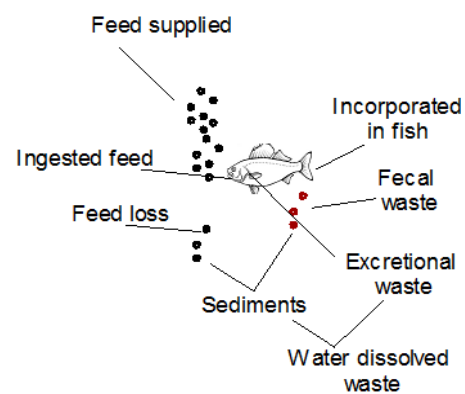 Feed supplied
Incorporated
in fish
Ingested feed
Fecal
waste
Feed loss
Excretional
waste
Sediments
Water dissolved
waste